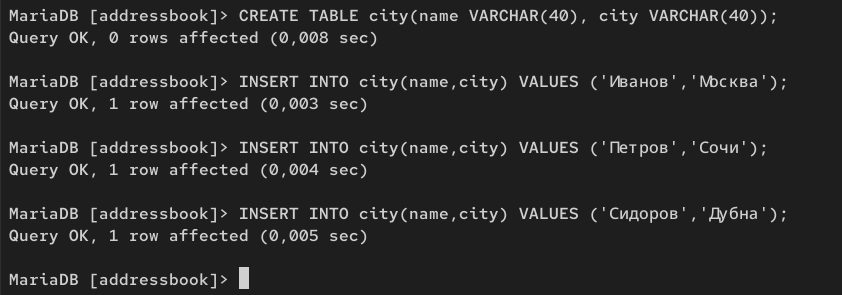 MariaDB [addressbook]> CREATE TABLE city(name VARCHAR(40), city VARCHAR(40));
Query OK, 0 rows affected (0,008 sec)
MariaDB [addressbook]> INSERT INTO city(name,city) VALUES ('Иванов','Москва');
Query OK, 1 row affected (0,003 sec)
MariaDB [addressbook]> INSERT INTO city(name,city) VALUES ('Петров','Сочи');
Query OK, 1 row affected (0,004 sec)
MariaDB [addressbook]> INSERT INTO city(name,city) VALUES ('Сидоров','Дубна');
Query OK, 1 row affected (0,005 sec)
MariaDB [addressbook]>